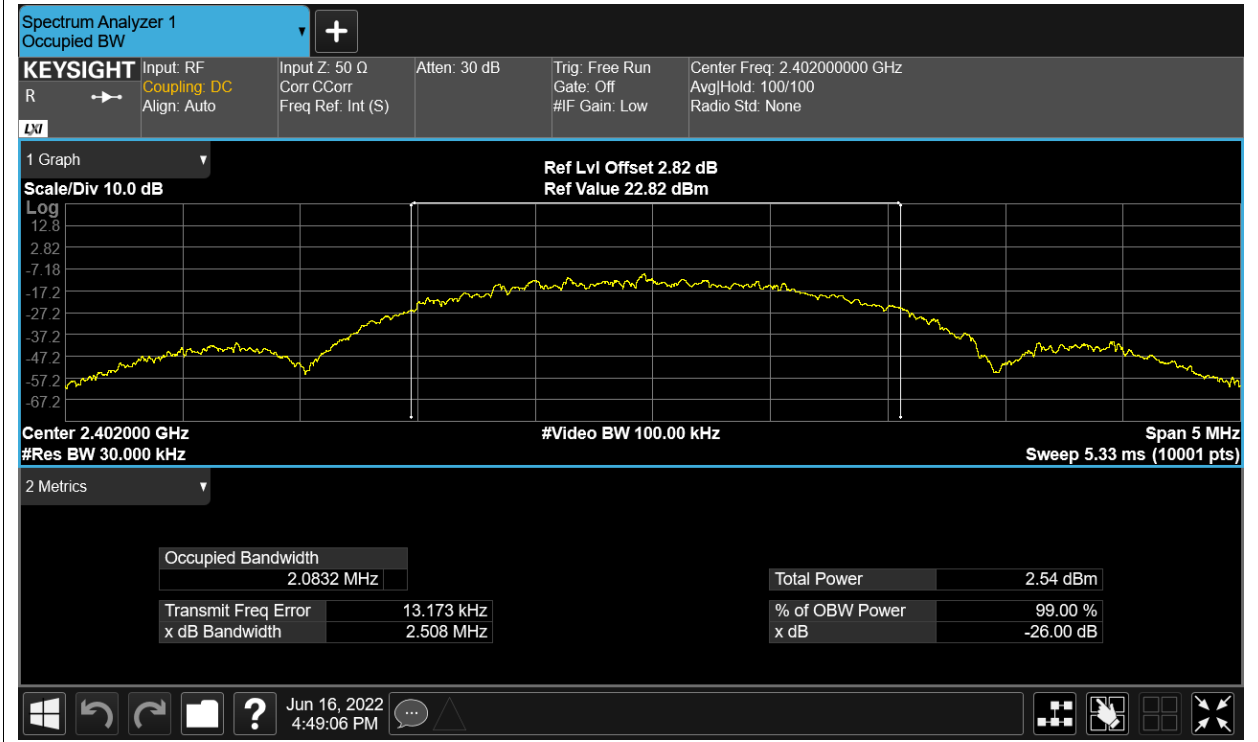 Spectrum Analyzer 1
Occupied BW
KEYSIGHT
R
LXI
Input: RF
Coupling: DC
Align: Auto
Input Z: 50 Ω
Corr CCorr
Freq Ref: Int (S)
Atten: 30 dB
Trig: Free Run
Gate: Off
#IF Gain: Low
Center Freq: 2.402000000 GHz
Avg|Hold: 100/100
Radio Std: None
1 Graph
Scale/Div 10.0 dB
Ref Lvl Offset 2.82 dB
Ref Value 22.82 dBm
Log
12.8
2.82
-7.18
-17.2
-27.2
-37.2
-47.2
-57.2
-67.2
Center 2.402000 GHz
#Video BW 100.00 kHz
Span 5 MHz
#Res BW 30.000 kHz
Sweep 5.33 ms (10001 pts)
2 Metrics
Occupied Bandwidth
2.0832 MHz
Total Power 2.54 dBm
Transmit Freq Error 13.173 kHz
% of OBW Power 99.00 %
x dB Bandwidth 2.508 MHz
x dB -26.00 dB
?
Jun 16, 2022
4:49:06 PM